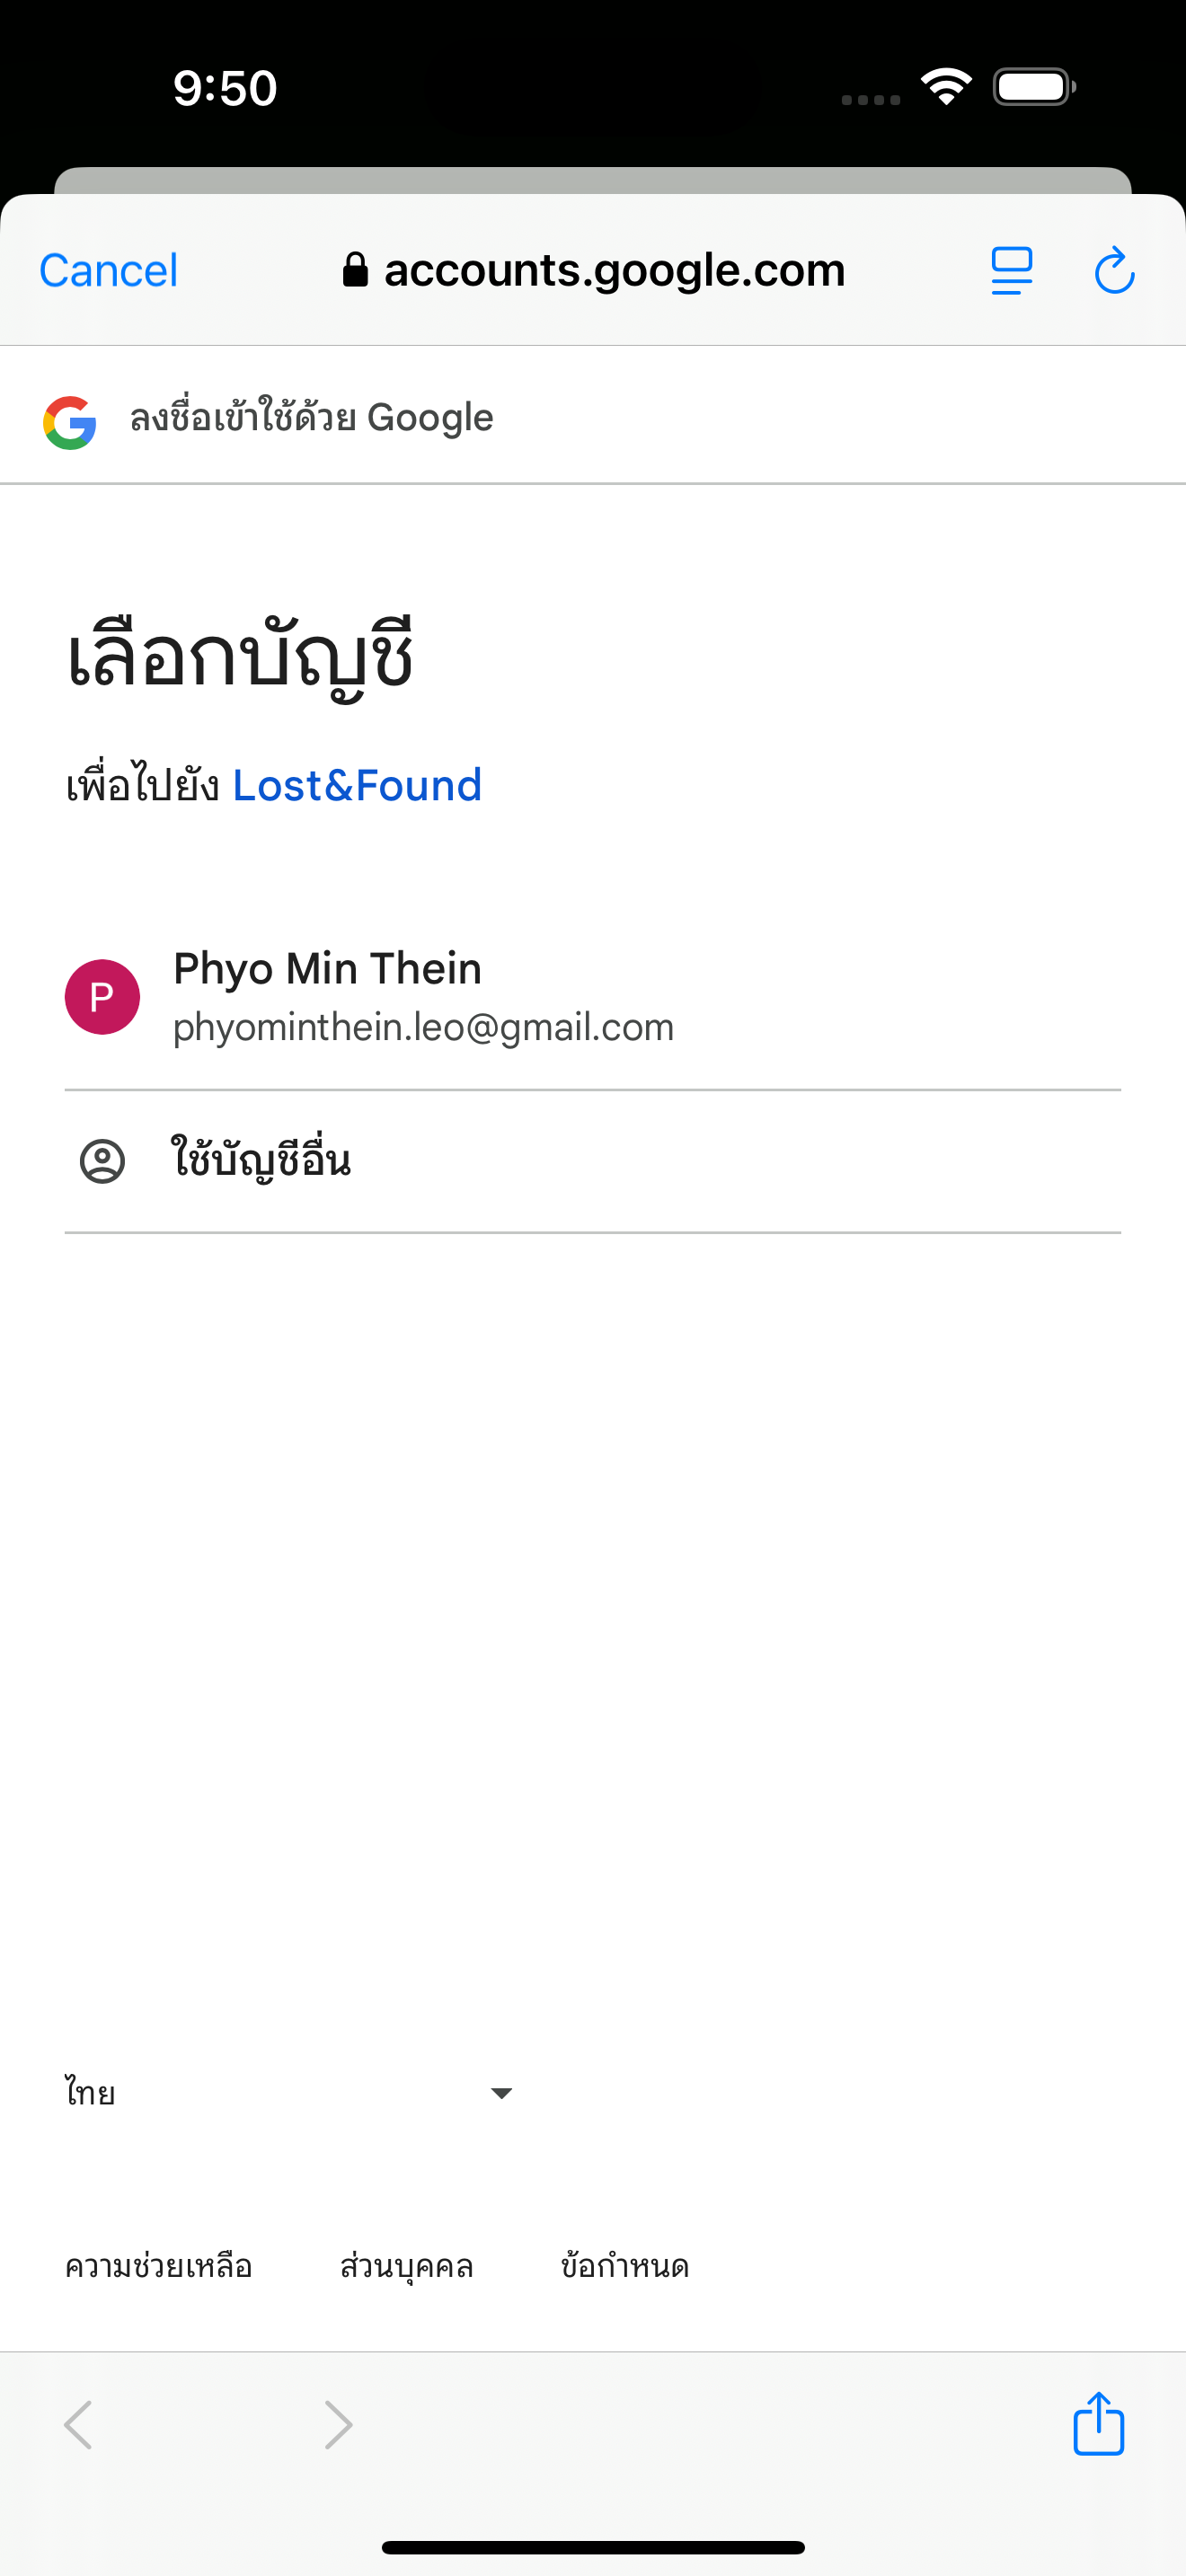 9:50
Cancel
accounts.google.com
ลงชื่อเข้าใช้ด้วย Google
เลือกบัญชี
เพื่อไปยัง Lost&Found
P
Phyo Min Thein
phyominthein.leo@gmail.com
ใช้บัญชีอื่น
ไทย
ความช่วยเหลือ ส่วนบุคคล ข้อกำหนด